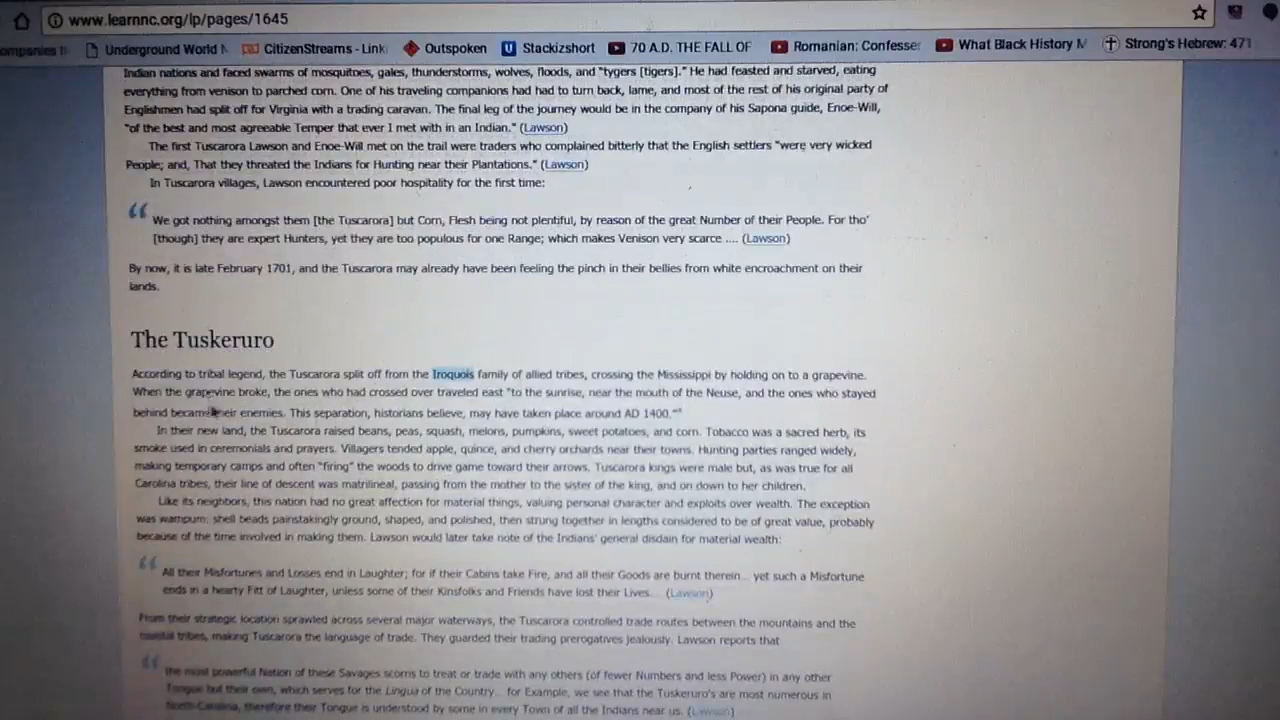 www.learnnc.org/lp/pages/1645
ompanies Underground World N CitizenStreams - Link Outspoken Stackizshort 70 A.D. THE FALL OF Romanian: Confesse What Black History M Strong's Hebrew: 471
Indian nations and faced swarms of mosquitoes, gales, thunderstorms, wolves, floods, and "tygers [tigers]." He had feasted and starved, eating
everything from venison to parched corn. One of his traveling companions had had to turn back, lame, and most of the rest of his original party of
Englishmen had split off for Virginia with a trading caravan. The final leg of the journey would be in the company of his Sapona guide, Enoe-Will,
"of the best and most agreeable Temper that ever I met with in an Indian." (Lawson)
The first Tuscarora Lawson and Enoe-Will met on the trail were traders who complained bitterly that the English settlers "were very wicked
People; and, That they threated the Indians for Hunting near their Plantations." (Lawson)
In Tuscarora villages, Lawson encountered poor hospitality for the first time:
“ We got nothing amongst them [the Tuscarora] but Corn, Flesh being not plentiful, by reason of the great Number of their People. For tho'
[though] they are expert Hunters, yet they are too populous for one Range; which makes Venison very scarce .... (Lawson)
By now, it is late February 1701, and the Tuscarora may already have been feeling the pinch in their bellies from white encroachment on their
lands.
The Tuskeruro
According to tribal legend, the Tuscarora split off from the Iroquois family of allied tribes, crossing the Mississippi by holding on to a grapevine.
When the grapevine broke, the ones who had crossed over traveled east "to the sunrise, near the mouth of the Neuse, and the ones who stayed
behind became their enemies. This separation, historians believe, may have taken place around AD 1400."
In their new land, the Tuscarora raised beans, peas, squash, melons, pumpkins, sweet potatoes, and corn. Tobacco was a sacred herb, its
smoke used in ceremonials and prayers. Villagers tended apple, quince, and cherry orchards near their towns. Hunting parties ranged widely,
making temporary camps and often "firing" the woods to drive game toward their arrows. Tuscarora kings were male but, as was true for all
Carolina tribes, their line of descent was matrilineal, passing from the mother to the sister of the king, and on down to her children.
Like its neighbors, this nation had no great affection for material things, valuing personal character and exploits over wealth. The exception
was wampum: shell beads painstakingly ground, shaped, and polished, then strung together in lengths considered to be of great value, probably
because of the time involved in making them. Lawson would later take note of the Indians' general disdain for material wealth:
“ All their Misfortunes and Losses end in Laughter; for if their Cabins take Fire, and all their Goods are burnt therein... yet such a Misfortune
ends in a hearty Fitt of Laughter, unless some of their Kinsfolks and Friends have lost their Lives.... (Lawson)
From their strategic location sprawled across several major waterways, the Tuscarora controlled trade routes between the mountains and the
coastal tribes, making Tuscarora the language of trade. They guarded their trading prerogatives jealously. Lawson reports that
“ the most powerful Nation of these Savages scorns to treat or trade with any others (of fewer Numbers and less Power) in any other
Tongue but their own, which serves for the Lingua of the Country... for Example, we see that the Tuskeruro's are most numerous in
North-Carolina, therefore their Tongue is understood by some in every Town of all the Indians near us. (Lawson)